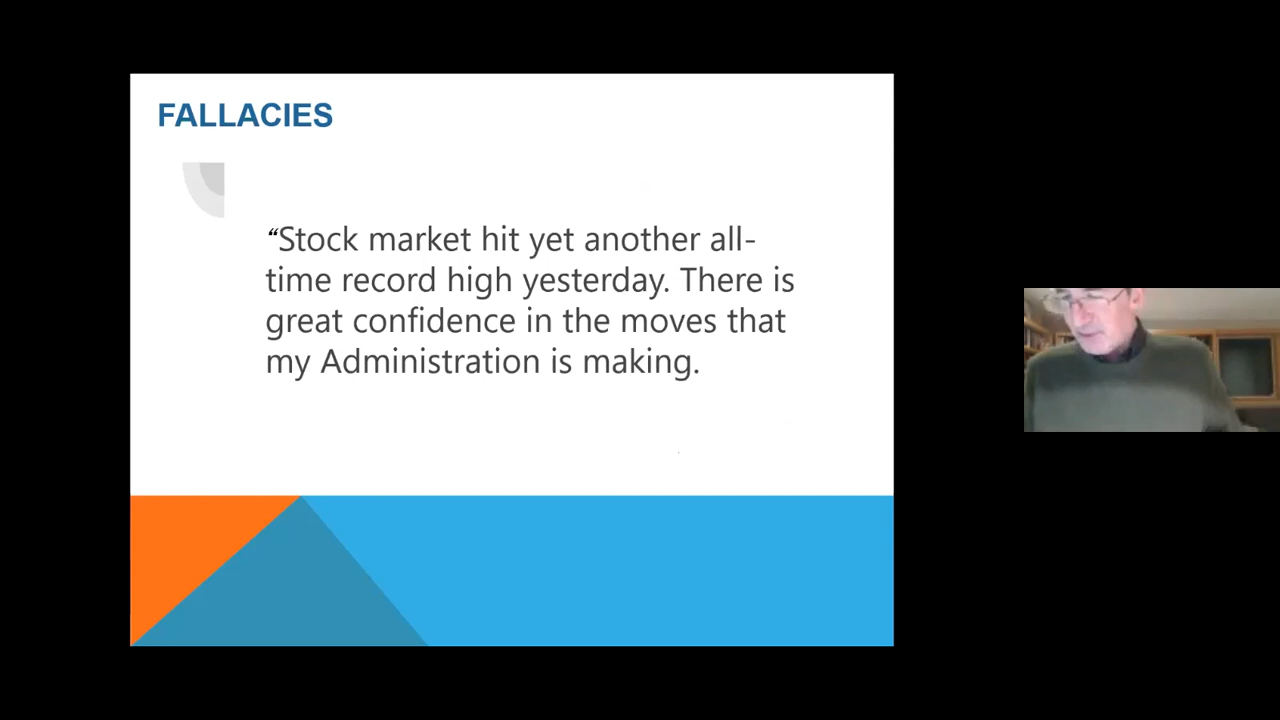 FALLACIES
“Stock market hit yet another all-
time record high yesterday. There is
great confidence in the moves that
my Administration is making.